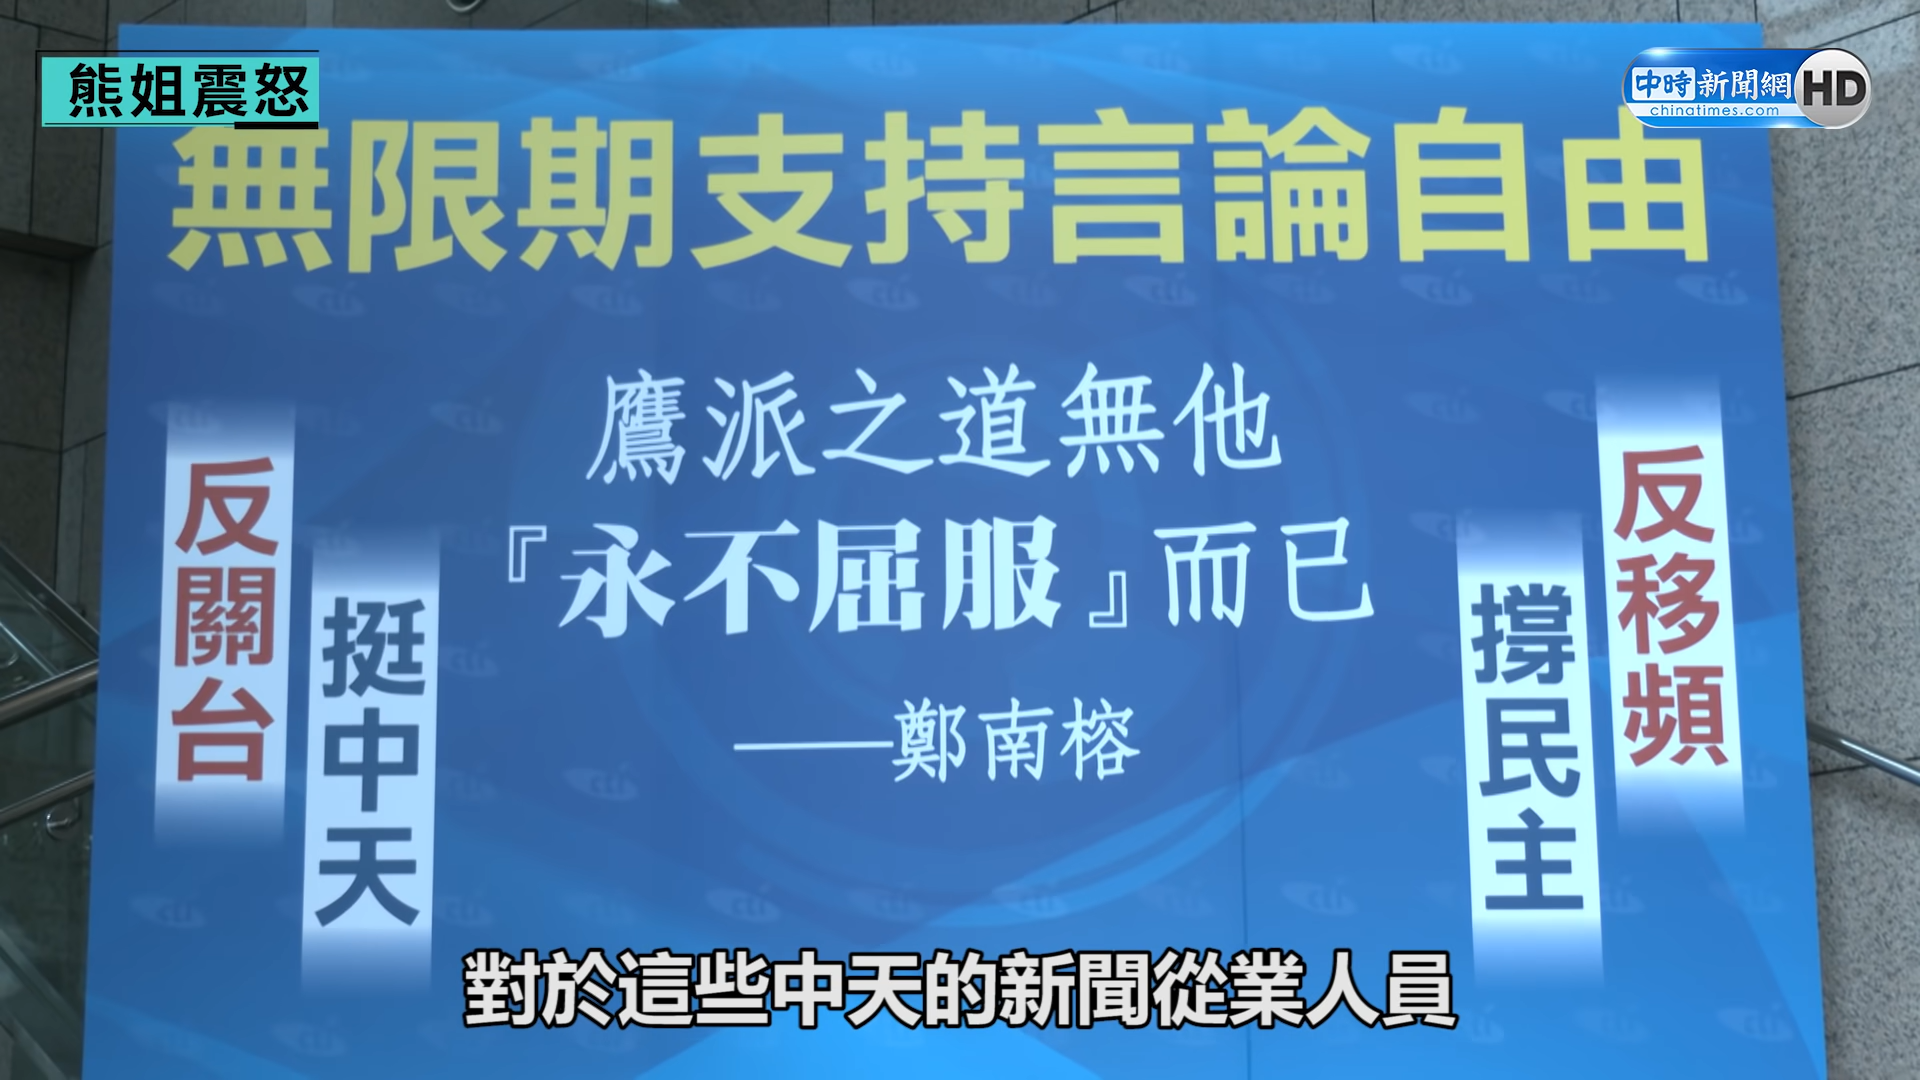 熊姐震怒
中時新聞網HD
chinatimes.com
無限期支持言論自由
鷹派之道無他
『永不屈服』而已
——鄭南榕
反關台
挺中天
撐民主
反移頻
對於這些中天的新聞從業人員